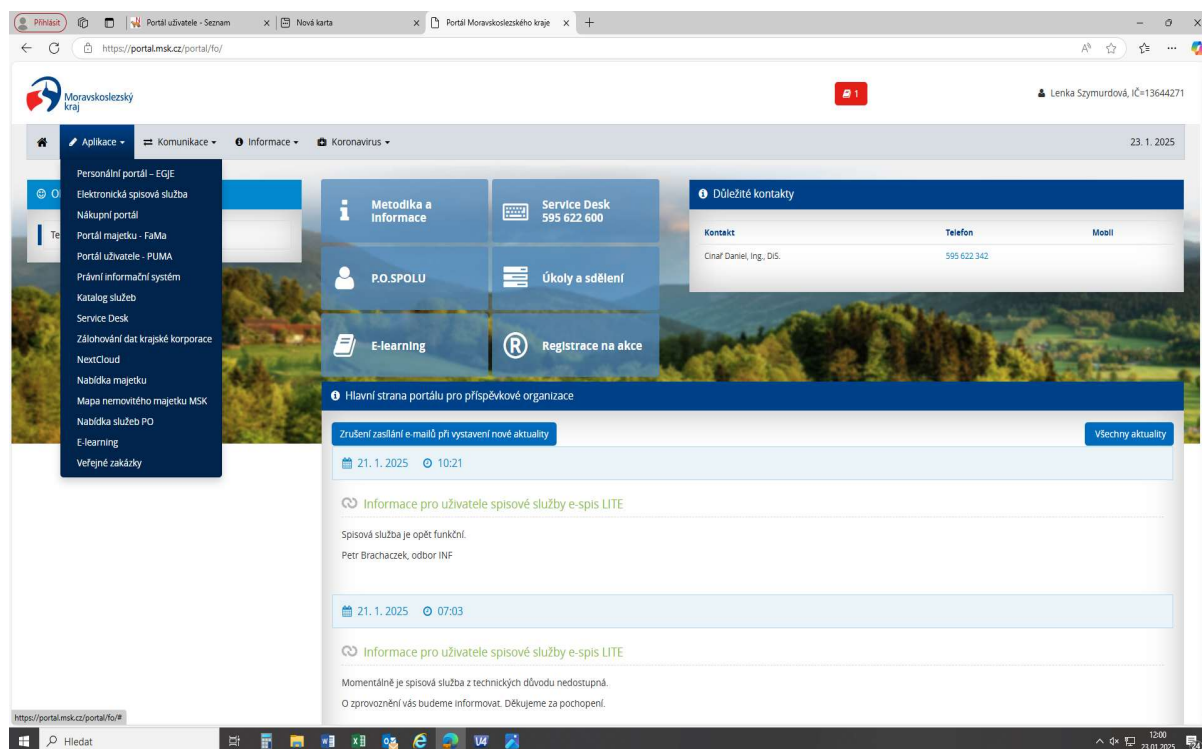 Přihlásit
Portál uživatele - Seznam
Nová karta
Portál Moravskoslezského kraje
https://portal.msk.cz/portal/fo/
Moravskoslezský
kraj
1
Lenka Szymurdová, IČ=13644271
Aplikace
Komunikace
Informace
Koronavirus
23. 1. 2025
Personální portál – EGJE
Elektronická spisová služba
Nákupní portál
Portál majetku - FaMa
Portál uživatele - PUMA
Právní informační systém
Katalog služeb
Service Desk
Zálohování dat krajské korporace
NextCloud
Nabídka majetku
Mapa nemovitého majetku MSK
Nabídka služeb PO
E-learning
Veřejné zakázky
Metodika a
informace
Service Desk
595 622 600
P.O.SPOLU
Úkoly a sdělení
E-learning
Registrace na akce
Důležité kontakty
Kontakt Telefon Mobil
Cinař Daniel, Ing., DiS. 595 622 342
Hlavní strana portálu pro příspěvkové organizace
Zrušení zasílání e-mailů při vystavení nové aktuality
Všechny aktuality
21. 1. 2025 10:21
Informace pro uživatele spisové služby e-spis LITE
Spisová služba je opět funkční.
Petr Brachaczek, odbor INF
21. 1. 2025 07:03
Informace pro uživatele spisové služby e-spis LITE
Momentálně je spisová služba z technických důvodu nedostupná.
O zprovoznění vás budeme informovat. Děkujeme za pochopení.
https://portal.msk.cz/portal/fo/#
Hledat
12:00
23.01.2025